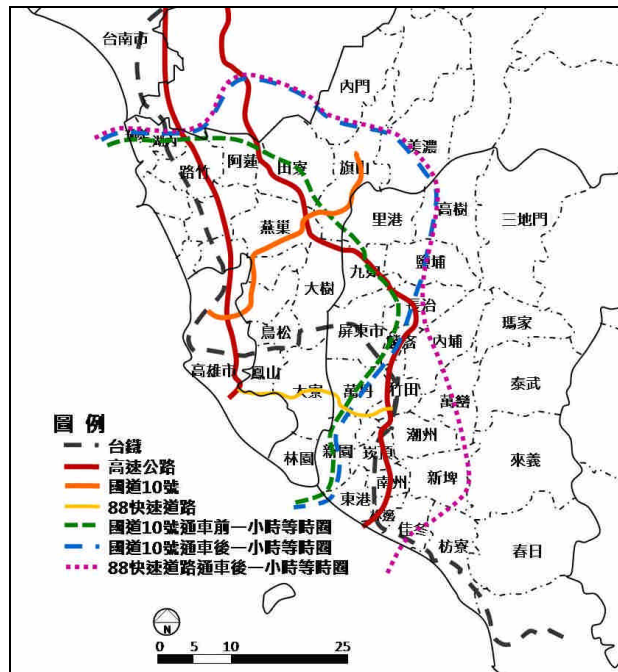 台南市
內門
湖內
美濃
阿蓮
田寮
旗山
路竹
高樹
里港
三地門
燕巢
鹽埔
九如
大樹
長治
瑪家
鳥松
屏東市
麟洛
內埔
高雄市
鳳山
泰武
大寮
萬丹
竹田
萬巒
潮州
圖 例
台鐵
林園
新園
崁頂
來義
高速公路
新埤
南州
國道10號
東港
88快速道路
林邊
佳冬
國道10號通車前一小時等時圈
枋寮
春日
國道10號通車後一小時等時圈
88快速道路通車後一小時等時圈
N
0 5 10 25